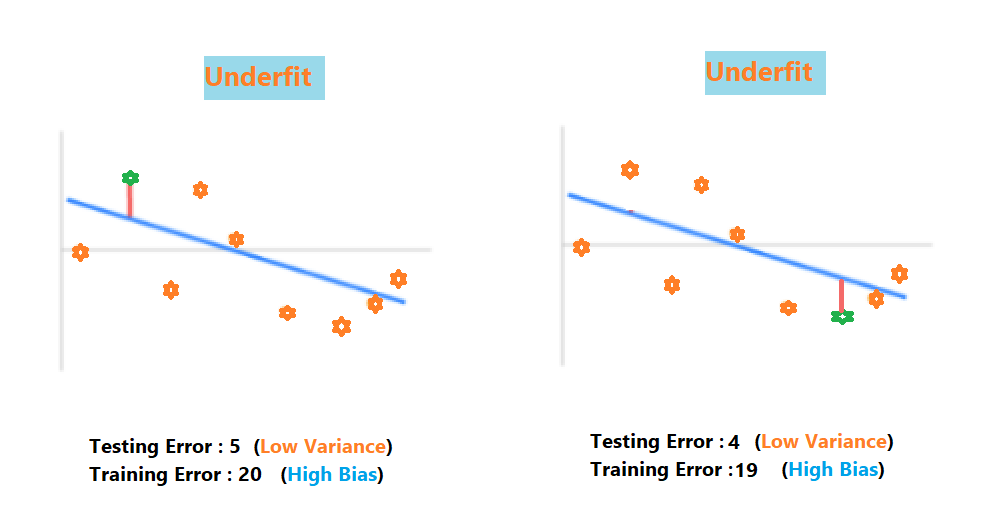 Underfit
Testing Error : 5 (Low Variance)
Training Error : 20 (High Bias)
Underfit
Testing Error : 4 (Low Variance)
Training Error :19 (High Bias)